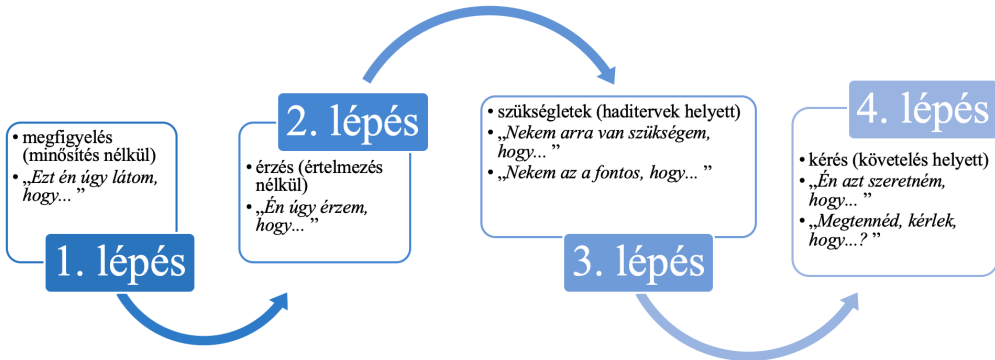 • megfigyelés
(minősítés nélkül)
• „Ezt én úgy látom,
hogy... ”
1. lépés
2. lépés
• érzés (értelmezés
nélkül)
• „Én úgy érzem,
hogy... ”
• szükségletek (haditervek helyett)
• „Nekem arra van szükségem,
hogy... ”
• „Nekem az a fontos, hogy... ”
3. lépés
4. lépés
• kérés (követelés helyett)
• „Én azt szeretném,
hogy... ”
• „Megtennéd, kérlek,
hogy...? ”